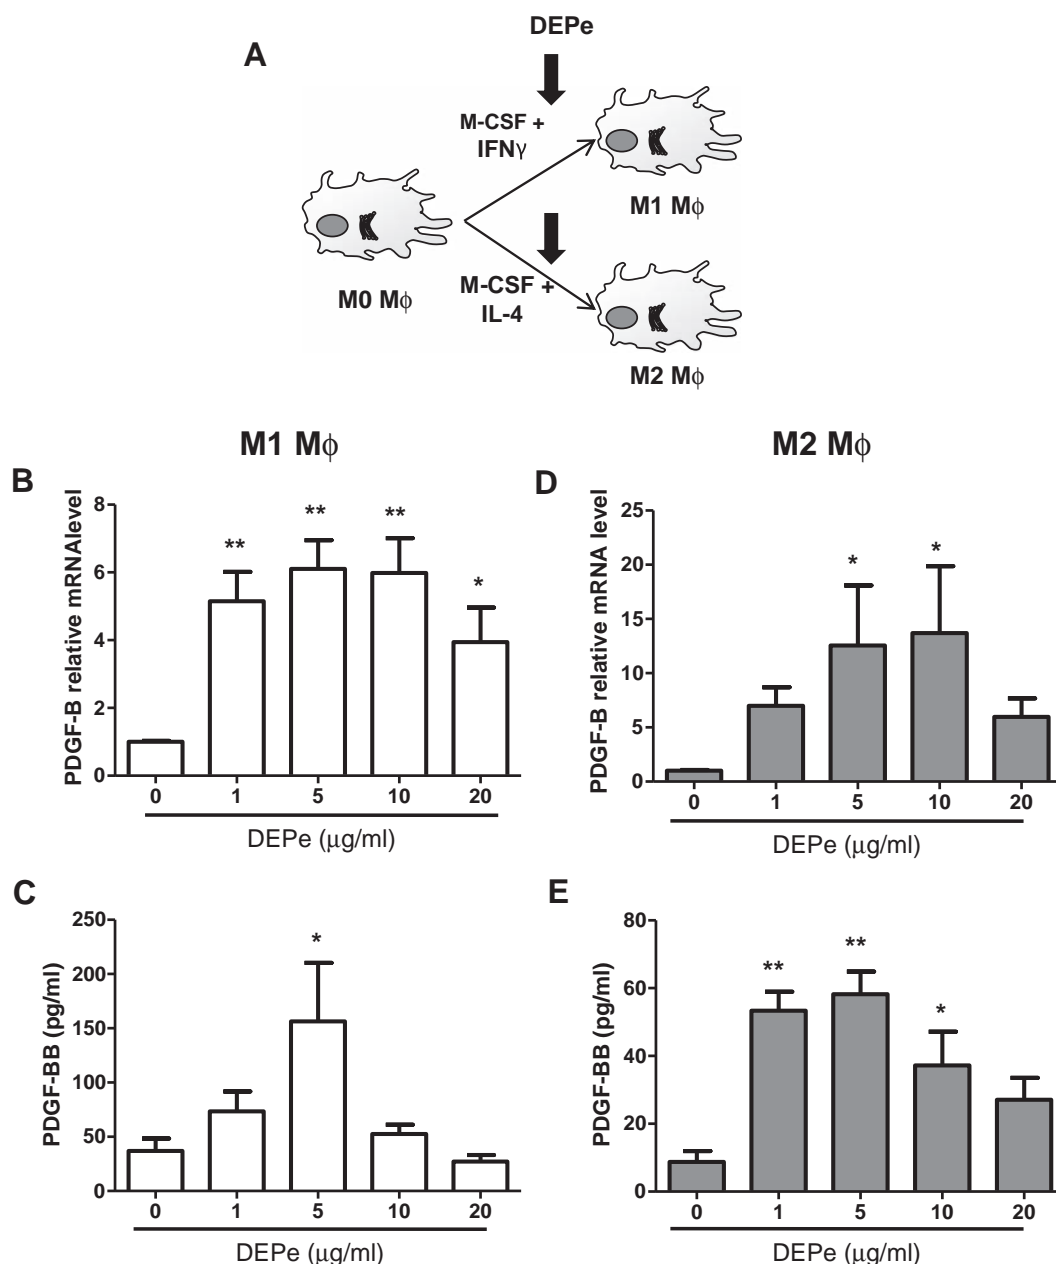 A
DEPe
M-CSF +
IFNγ
M1 Mϕ
M0 Mϕ
M-CSF +
IL-4
M2 Mϕ
M1 Mϕ
B
PDGF-B relative mRNAlevel
8
6
4
2
0
**
**
**
*
0 1 5 10 20
DEPe (μg/ml)
M2 Mϕ
D
PDGF-B relative mRNA level
25
20
15
10
5
0
*
*
0 1 5 10 20
DEPe (μg/ml)
C
PDGF-BB (pg/ml)
250
200
150
100
50
0
*
0 1 5 10 20
DEPe (μg/ml)
E
PDGF-BB (pg/ml)
80
60
40
20
0
**
**
*
0 1 5 10 20
DEPe (μg/ml)